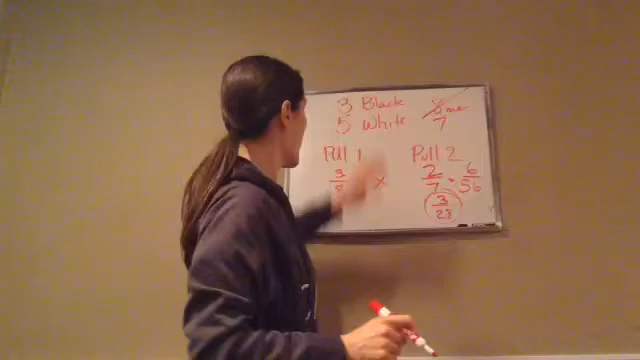 3 Black
5 White
7
Pull 1
Pull 2
3
x
2/7 = 6/56
3/28